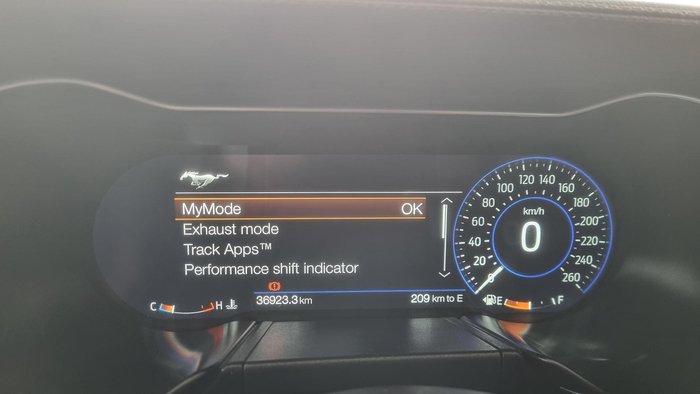 MyMode OK
Exhaust mode
Track Apps™
Performance shift indicator
36923.3 km
209 km to E
C H
km/h
0
0 20 40 60 80 100 120 140 160 180 200 220 240 260
E F